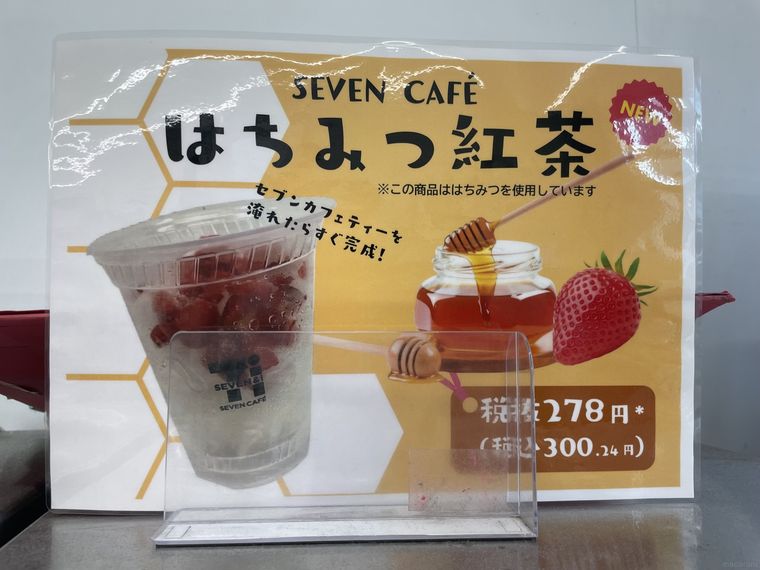 SEVEN CAFÉ
NEW
はちみつ紅茶
※この商品ははちみつを使用しています
セブンカフェティーを
淹れたらすぐ完成!
SEVEN&i
SEVEN CAFÉ
税抜278円*
(税込300.24円)